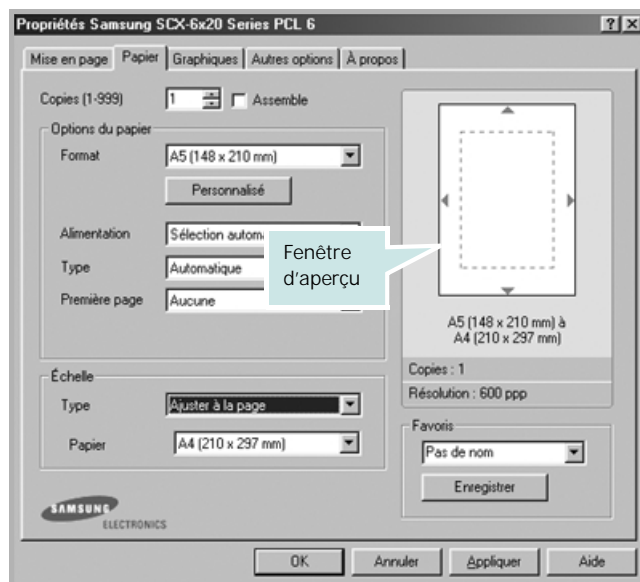 Propriétés Samsung SCX-6x20 Series PCL 6
Mise en page Papier Graphiques Autres options À propos
Copies (1-999) 1 Assemble
Options du papier
Format A5 (148 x 210 mm)
Personnalisé
Alimentation Sélection
Type Automatique
Première page Aucune
Fenêtre
d'aperçu
A5 (148 x 210 mm) à
A4 (210 x 297 mm)
Copies : 1
Résolution : 600 ppp
Échelle
Type Ajuster à la page
Papier A4 (210 x 297 mm)
Favoris
Pas de nom
Enregistrer
SAMSUNG
ELECTRONICS
OK Annuler Appliquer Aide